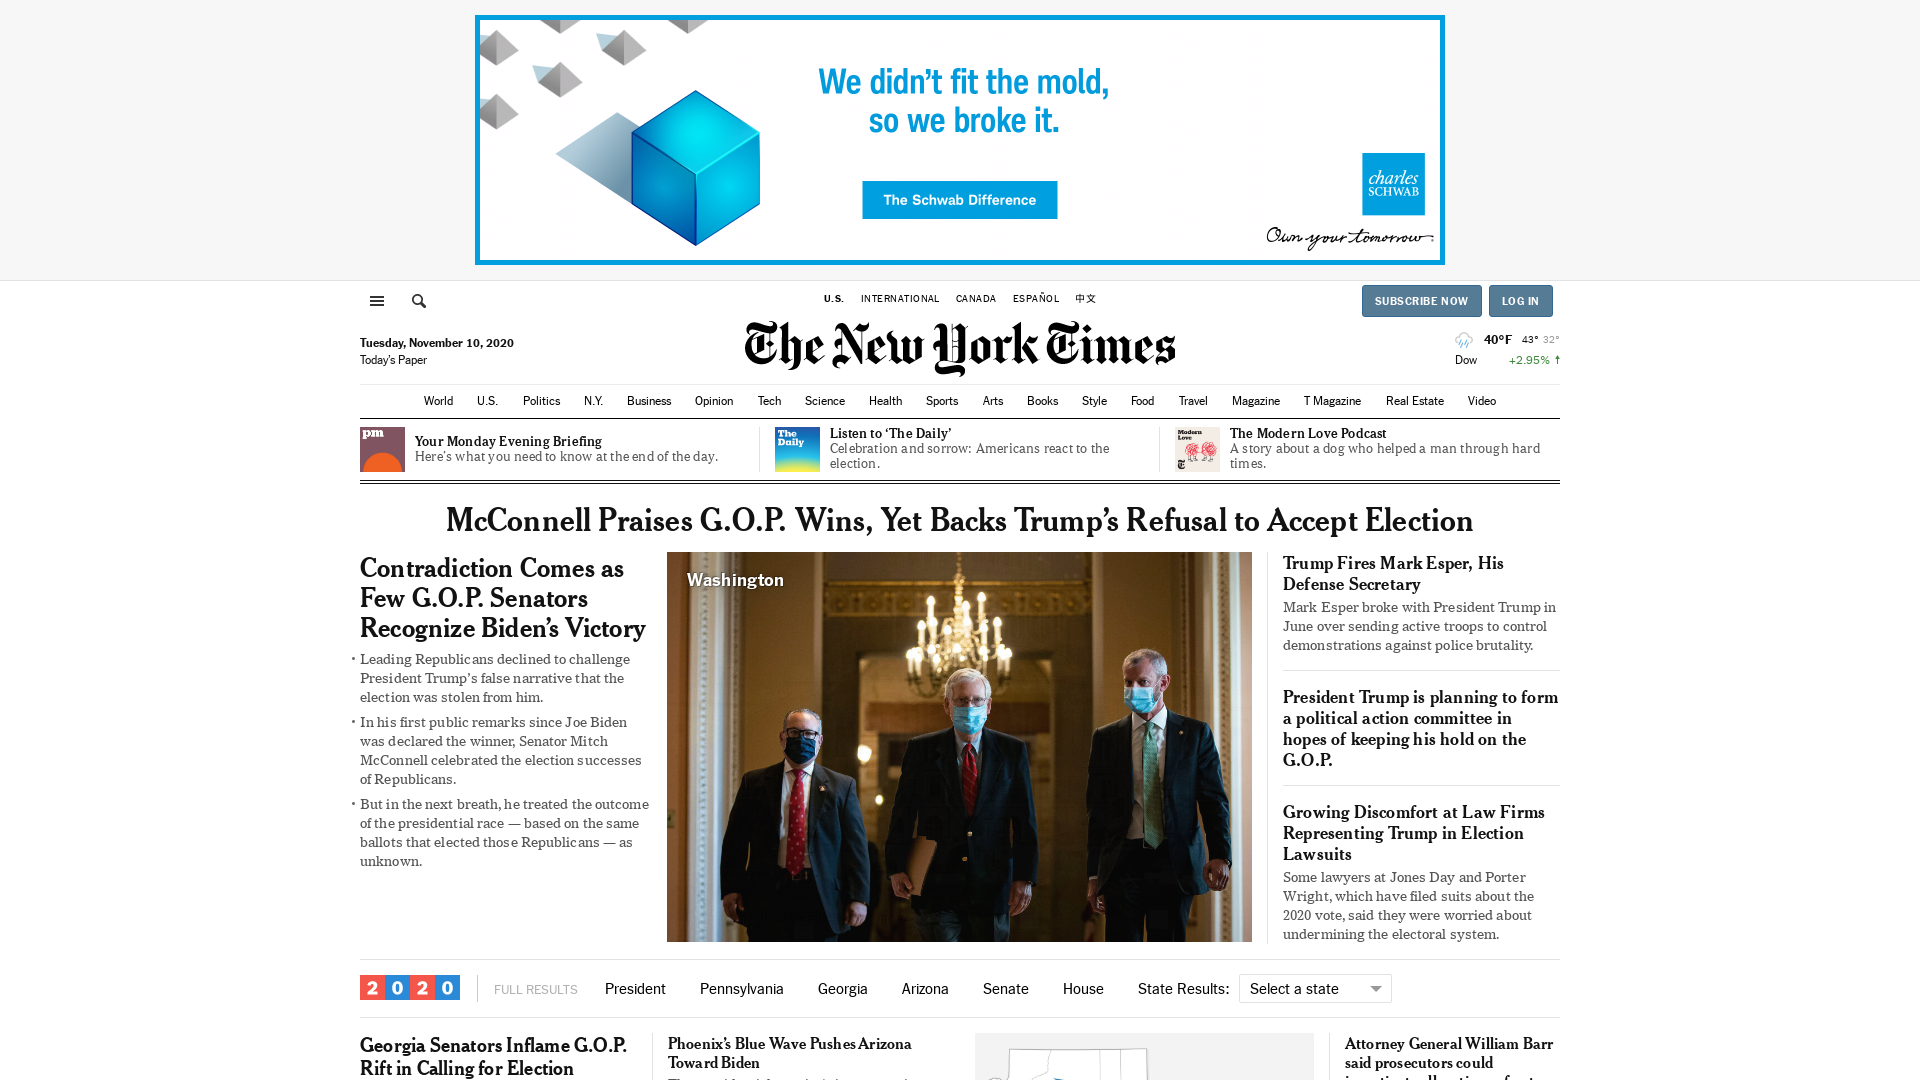 We didn't fit the mold,
so we broke it.
The Schwab Difference
charles
SCHWAB
Own your tomorrow.
U.S. INTERNATIONAL CANADA ESPAÑOL 中文
SUBSCRIBE NOW LOG IN
The New York Times
Tuesday, November 10, 2020
Today's Paper
40°F 43° 32°
Dow +2.95% ↑
World U.S. Politics N.Y. Business Opinion Tech Science Health Sports Arts Books Style Food Travel Magazine T Magazine Real Estate Video
pm
Your Monday Evening Briefing
Here's what you need to know at the end of the day.
The
Daily
Listen to ‘The Daily’
Celebration and sorrow: Americans react to the
election.
Modern
Love
The Modern Love Podcast
A story about a dog who helped a man through hard
times.
McConnell Praises G.O.P. Wins, Yet Backs Trump’s Refusal to Accept Election
Contradiction Comes as
Few G.O.P. Senators
Recognize Biden’s Victory
• Leading Republicans declined to challenge
President Trump’s false narrative that the
election was stolen from him.
• In his first public remarks since Joe Biden
was declared the winner, Senator Mitch
McConnell celebrated the election successes
of Republicans.
• But in the next breath, he treated the outcome
of the presidential race — based on the same
ballots that elected those Republicans — as
unknown.
Washington
Trump Fires Mark Esper, His
Defense Secretary
Mark Esper broke with President Trump in
June over sending active troops to control
demonstrations against police brutality.
President Trump is planning to form
a political action committee in
hopes of keeping his hold on the
G.O.P.
Growing Discomfort at Law Firms
Representing Trump in Election
Lawsuits
Some lawyers at Jones Day and Porter
Wright, which have filed suits about the
2020 vote, said they were worried about
undermining the electoral system.
2020 FULL RESULTS President Pennsylvania Georgia Arizona Senate House State Results: Select a state
Georgia Senators Inflame G.O.P.
Rift in Calling for Election
Phoenix’s Blue Wave Pushes Arizona
Toward Biden
Attorney General William Barr
said prosecutors could